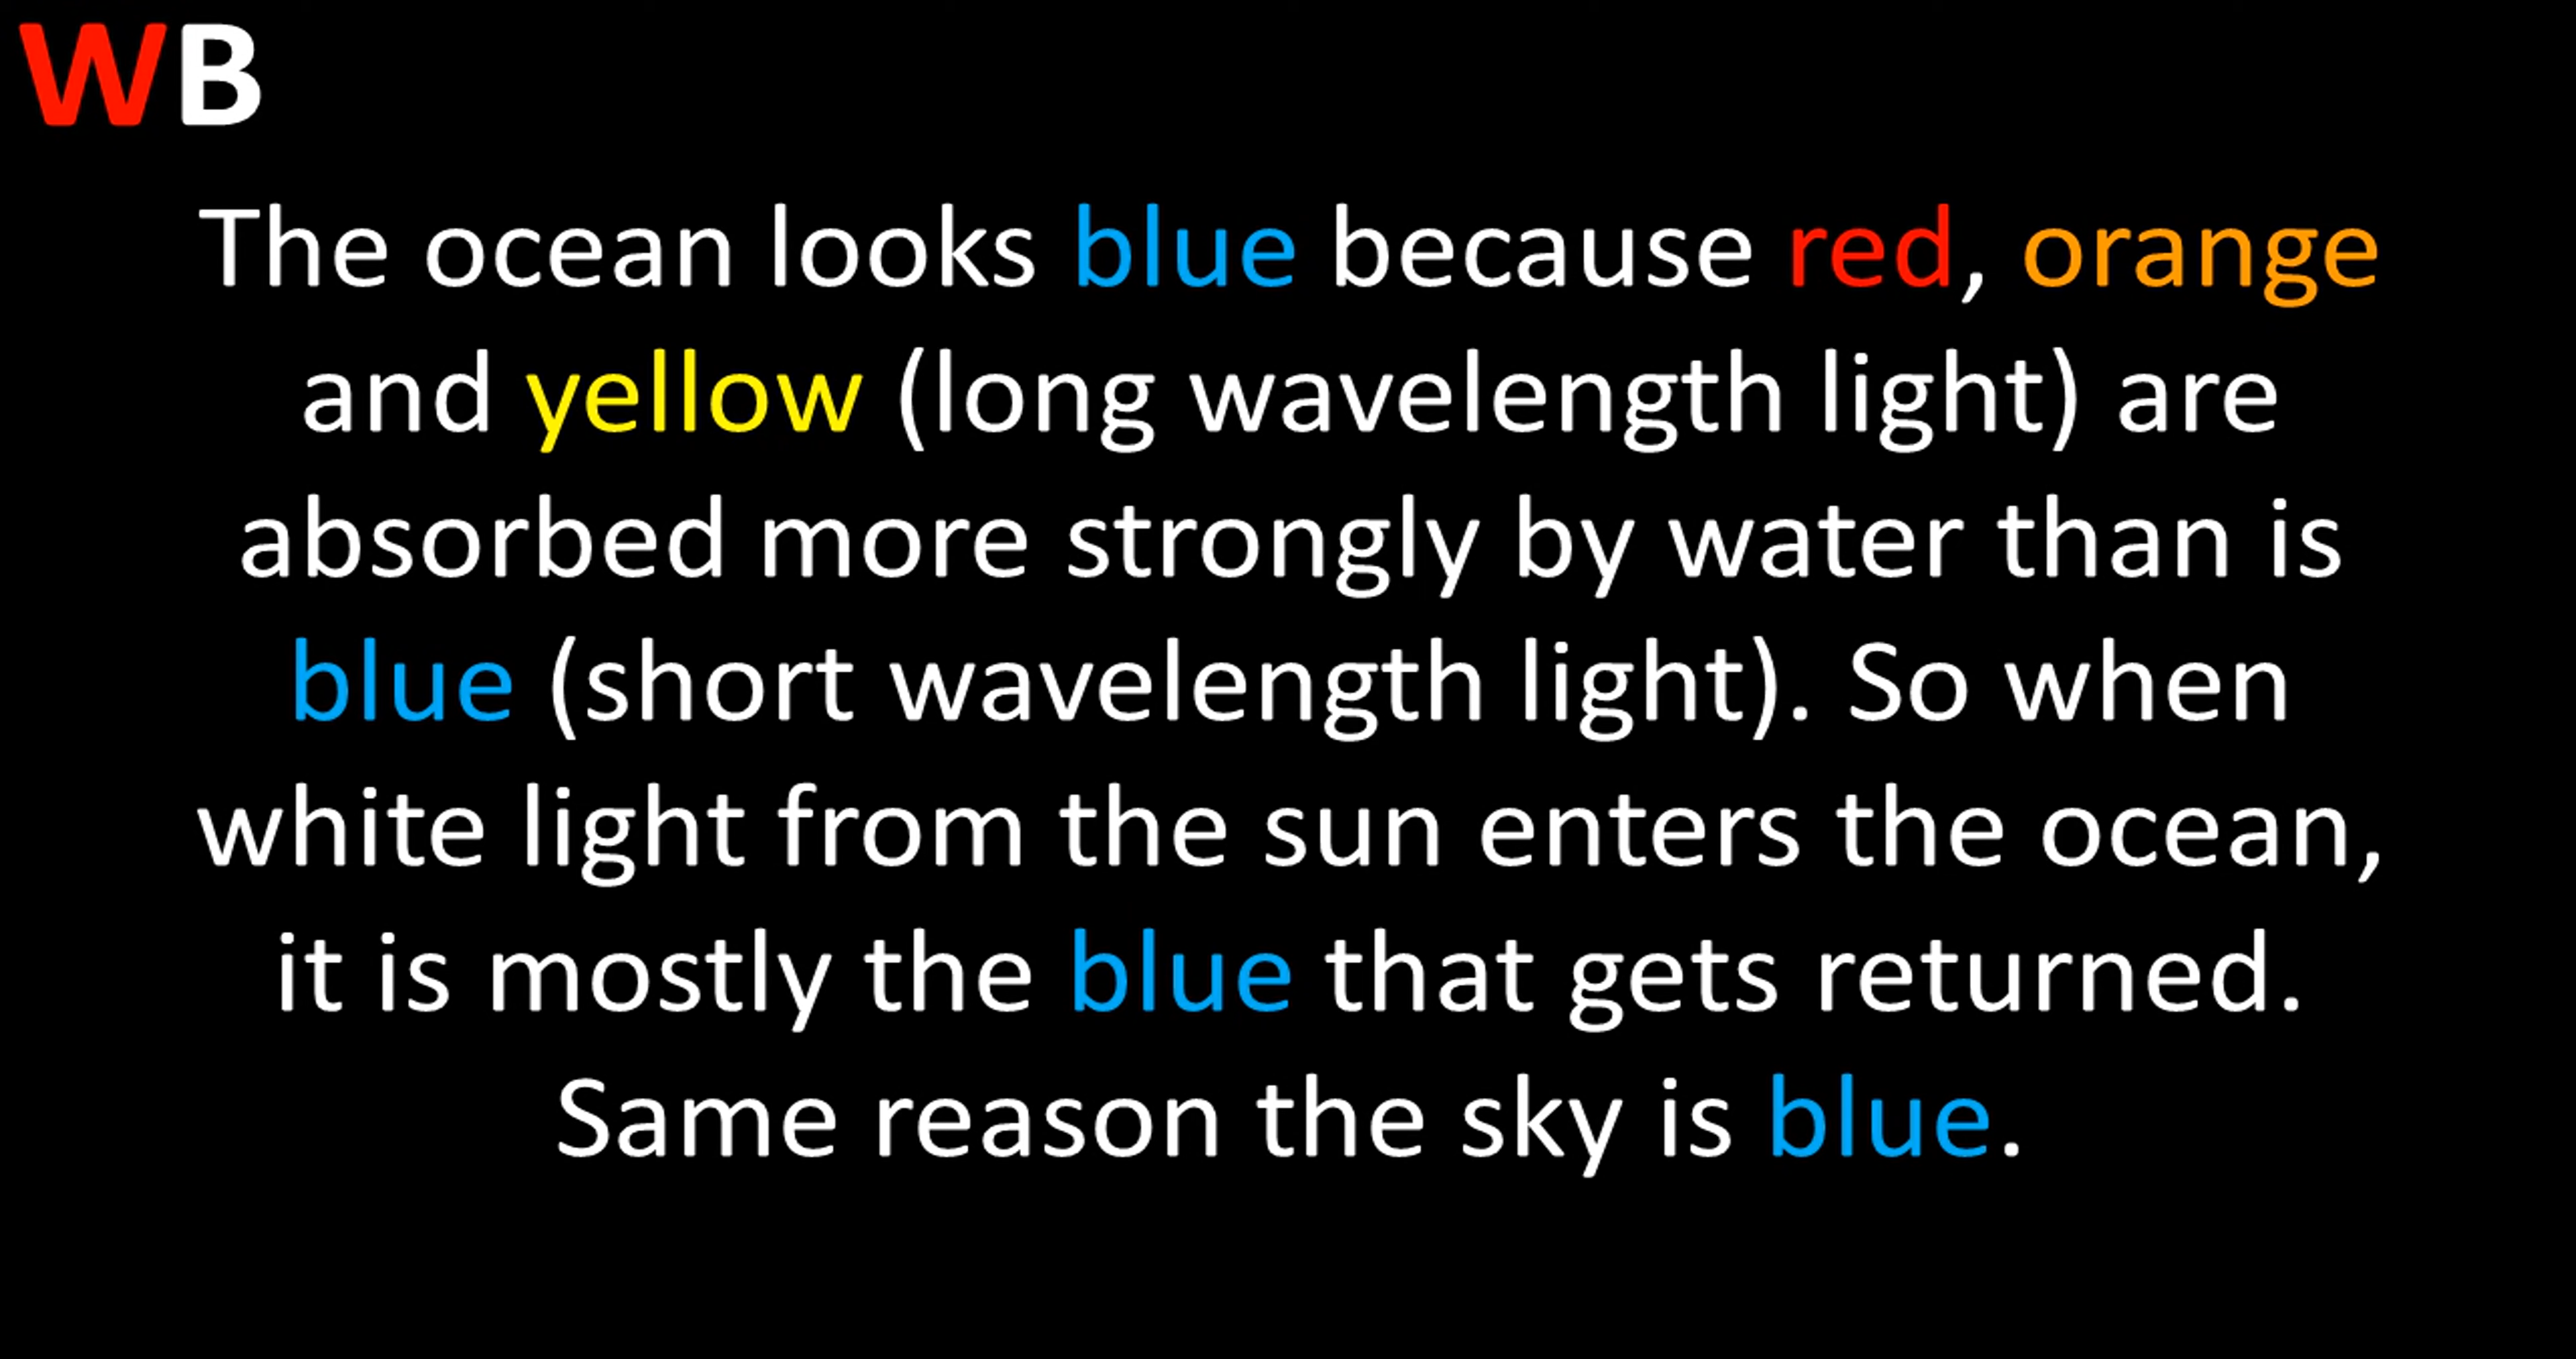 WB
The ocean looks blue because red, orange
and yellow (long wavelength light) are
absorbed more strongly by water than is
blue (short wavelength light). So when
white light from the sun enters the ocean,
it is mostly the blue that gets returned.
Same reason the sky is blue.